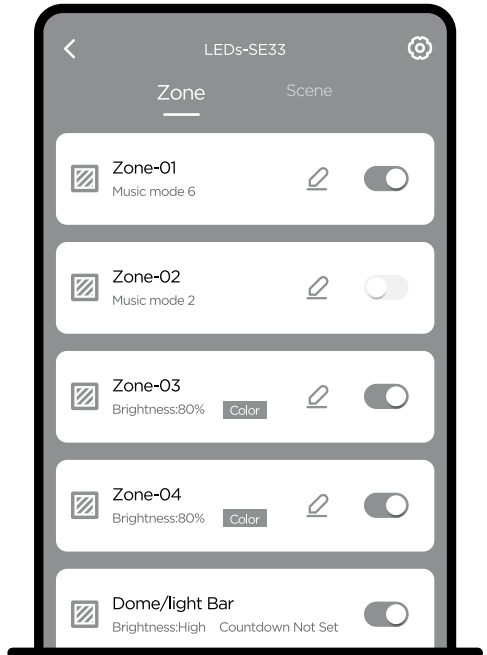 LEDs-SE33
Zone Scene
Zone-01
Music mode 6
Zone-02
Music mode 2
Zone-03
Brightness:80% Color
Zone-04
Brightness:80% Color
Dome/light Bar
Brightness:High Countdown Not Set